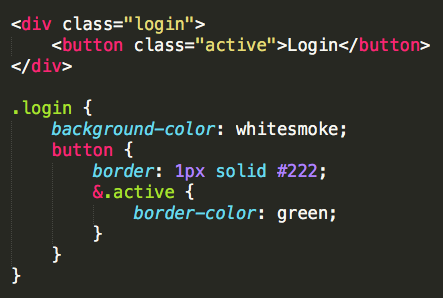 <div class="login">
    <button class="active">Login</button>
</div>

.login {
    background-color: whitesmoke;
    button {
        border: 1px solid #222;
        &.active {
            border-color: green;
        }
    }
}